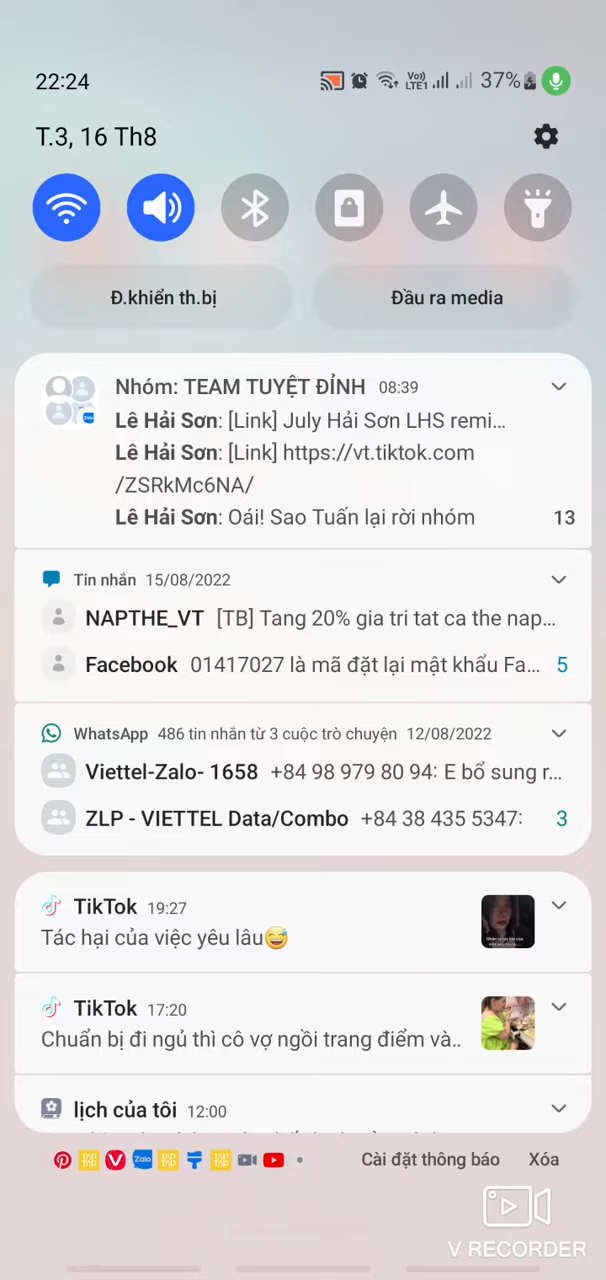 22:24
Vo)) LTE1
37%
T.3, 16 Th8
Đ.khiển th.bị
Đầu ra media
Nhóm: TEAM TUYỆT ĐỈNH 08:39
Lê Hải Sơn: [Link] July Hải Sơn LHS remi...
Lê Hải Sơn: [Link] https://vt.tiktok.com
/ZSRkMc6NA/
Lê Hải Sơn: Oái! Sao Tuấn lại rời nhóm 13
Tin nhắn 15/08/2022
NAPTHE_VT [TB] Tang 20% gia tri tat ca the nap...
Facebook 01417027 là mã đặt lại mật khẩu Fa... 5
WhatsApp 486 tin nhắn từ 3 cuộc trò chuyện 12/08/2022
Viettel-Zalo- 1658 +84 98 979 80 94: E bổ sung r...
ZLP - VIETTEL Data/Combo +84 38 435 5347: 3
TikTok 19:27
Tác hại của việc yêu lâu😅
TikTok 17:20
Chuẩn bị đi ngủ thì cô vợ ngồi trang điểm và..
lịch của tôi 12:00
Zalo
Cài đặt thông báo Xóa
V RECORDER